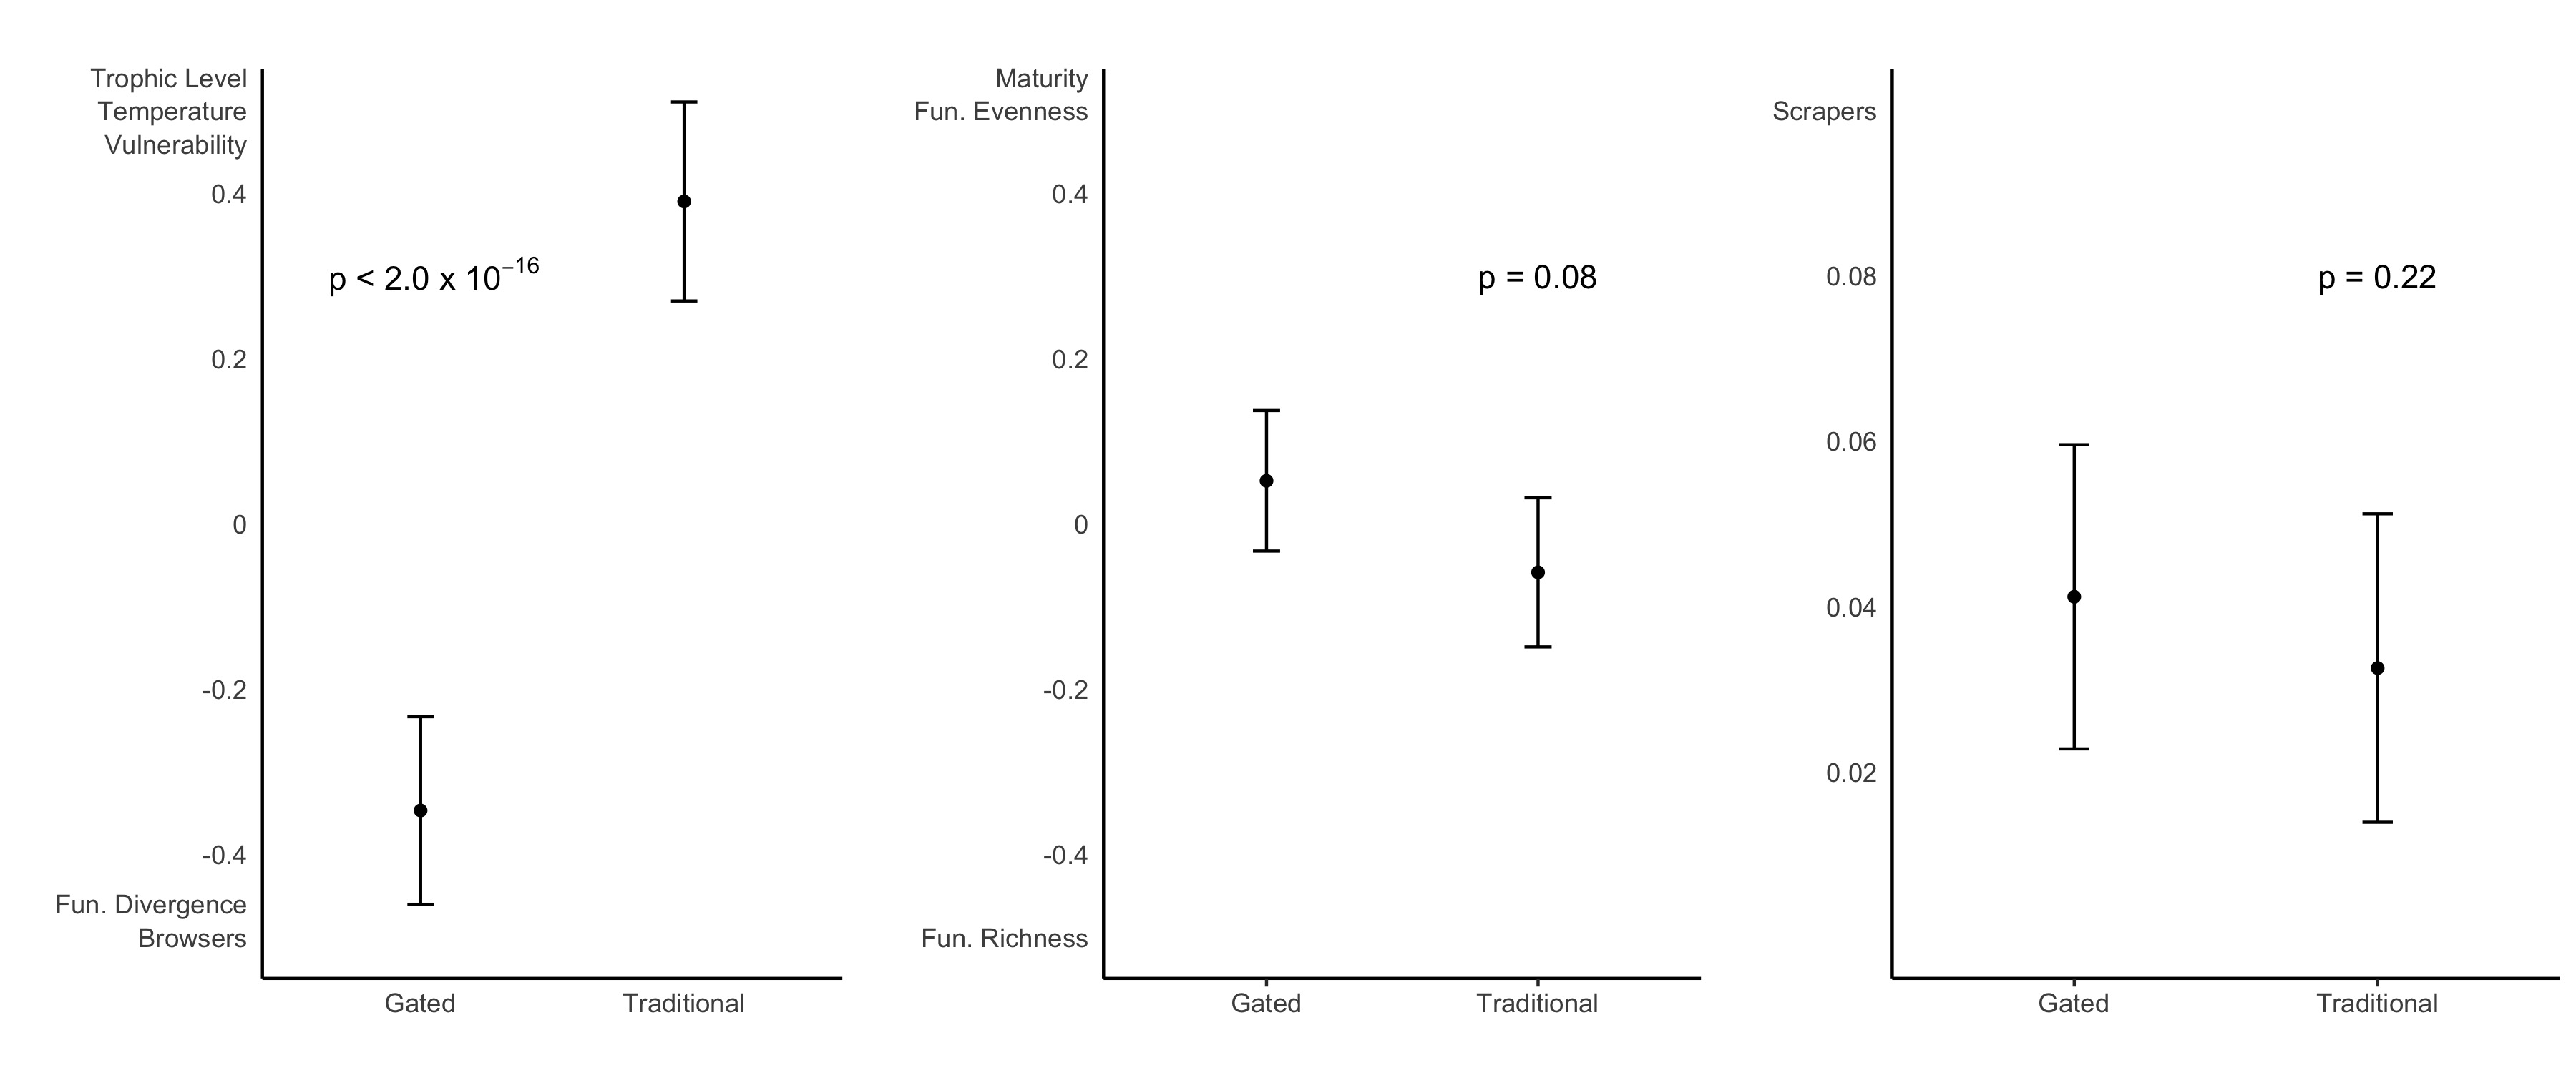 Trophic Level
Temperature
Vulnerability
0.4
0.2
0
-0.2
-0.4
Fun. Divergence
Browsers
p < 2.0 x 10⁻¹⁶
Gated
Traditional
Maturity
Fun. Evenness
0.4
0.2
0
-0.2
-0.4
Fun. Richness
p = 0.08
Gated
Traditional
Scrapers
0.08
0.06
0.04
0.02
p = 0.22
Gated
Traditional